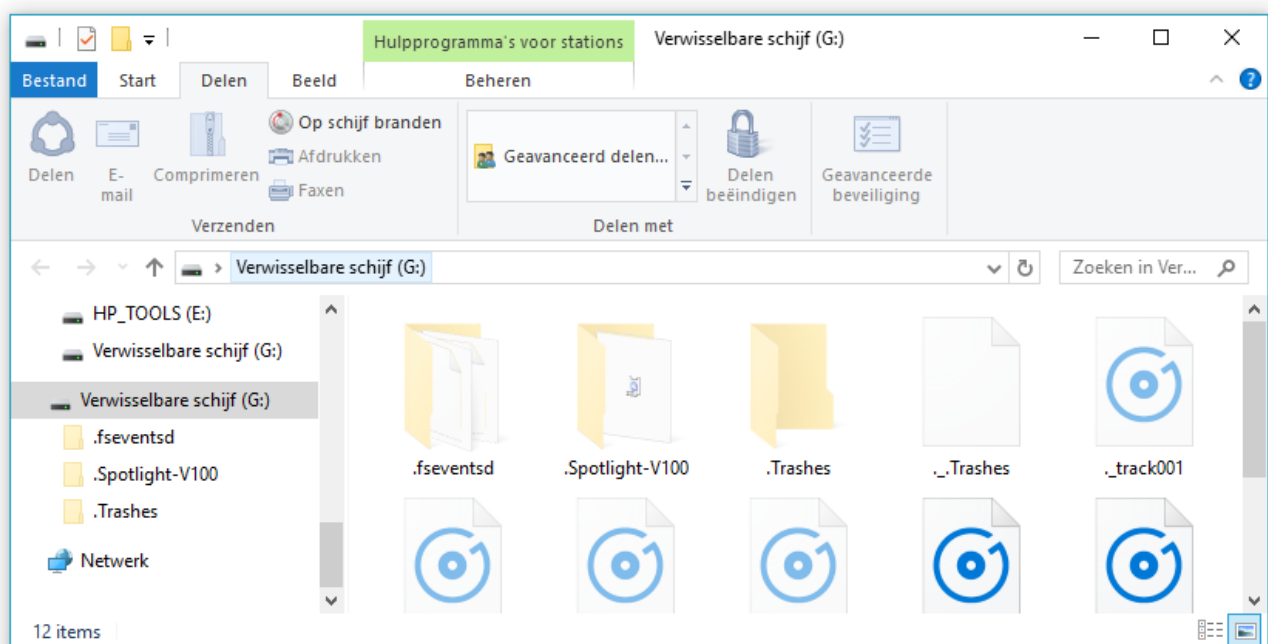 Hulpprogramma's voor stations
Verwisselbare schijf (G:)
Bestand
Start
Delen
Beeld
Beheren
Delen
E-
mail
Comprimeren
Op schijf branden
Afdrukken
Faxen
Geavanceerd delen...
Delen
beëindigen
Geavanceerde
beveiliging
Verzenden
Delen met
Verwisselbare schijf (G:)
Zoeken in Ver...
HP_TOOLS (E:)
Verwisselbare schijf (G:)
Verwisselbare schijf (G:)
.fseventsd
.Spotlight-V100
.Trashes
Netwerk
.fseventsd
.Spotlight-V100
.Trashes
._.Trashes
._track001
12 items